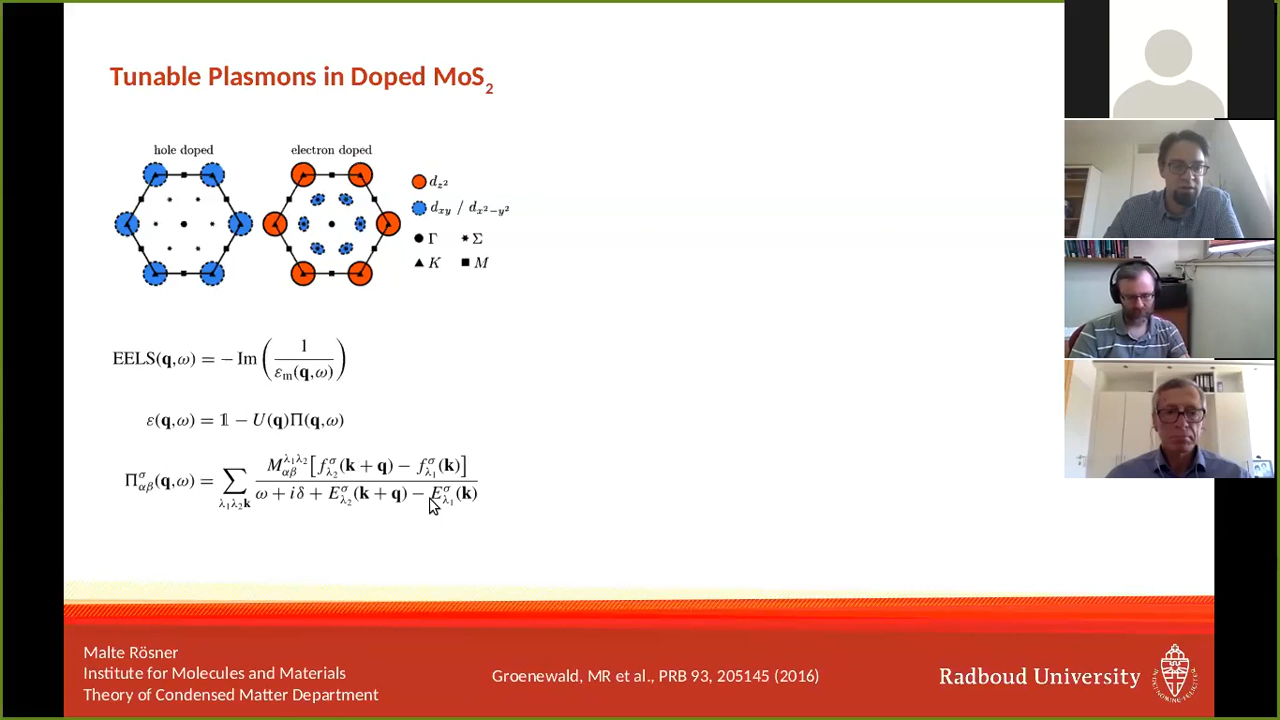 Tunable Plasmons in Doped MoS₂
hole doped
electron doped
d_{z²}
d_{xy} / d_{x²−y²}
Γ
Σ
K
M
EELS(q,ω) = − Im ( 1 / ε_m(q,ω) )
ε(q,ω) = 𝟙 − U(q)Π(q,ω)
Π^σ_{αβ}(q,ω) = ∑_{λ₁λ₂k} M^{λ₁λ₂}_{αβ} [f^σ_{λ₂}(k + q) − f^σ_{λ₁}(k)] / ω + iδ + E^σ_{λ₂}(k + q) − E^σ_{λ₁}(k)
Malte Rösner
Institute for Molecules and Materials
Theory of Condensed Matter Department
Groenewald, MR et al., PRB 93, 205145 (2016)
Radboud University